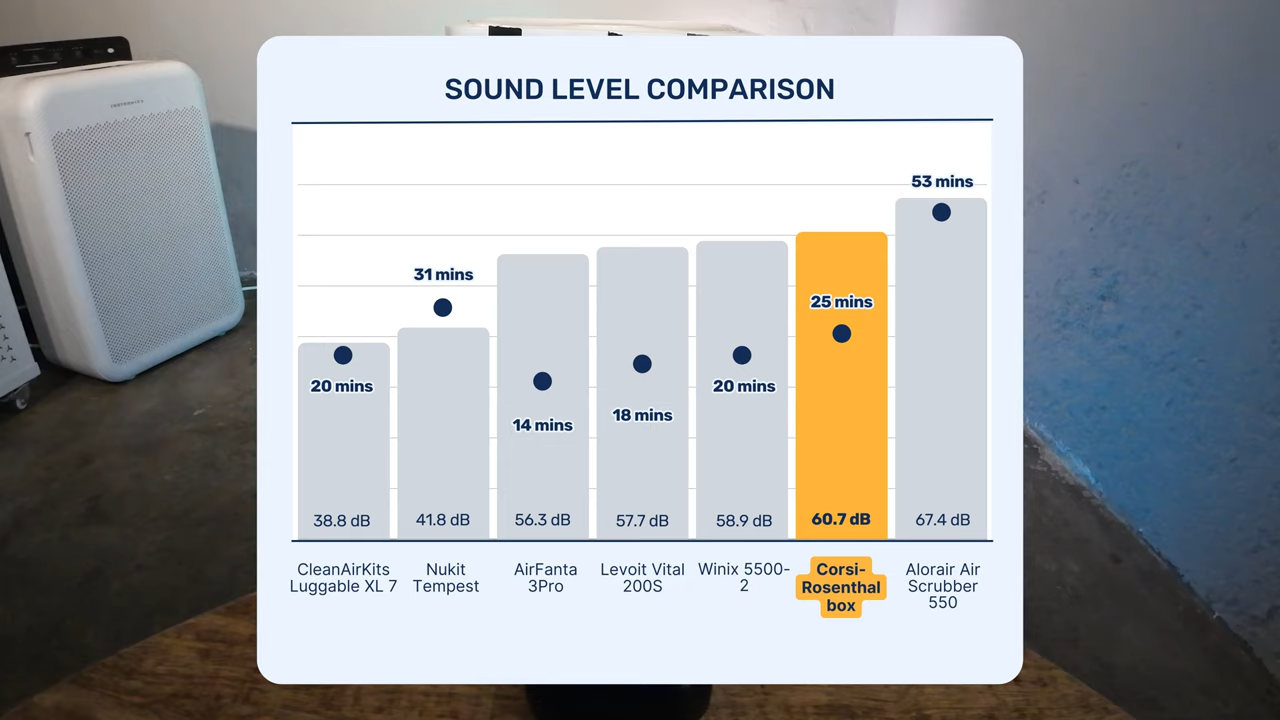 SOUND LEVEL COMPARISON
53 mins
31 mins
25 mins
20 mins
20 mins
18 mins
14 mins
38.8 dB
41.8 dB
56.3 dB
57.7 dB
58.9 dB
60.7 dB
67.4 dB
CleanAirKits
Luggable XL 7
Nukit
Tempest
AirFanta
3Pro
Levoit Vital
200S
Winix 5500-
2
Corsi-
Rosenthal
box
Alorair Air
Scrubber
550